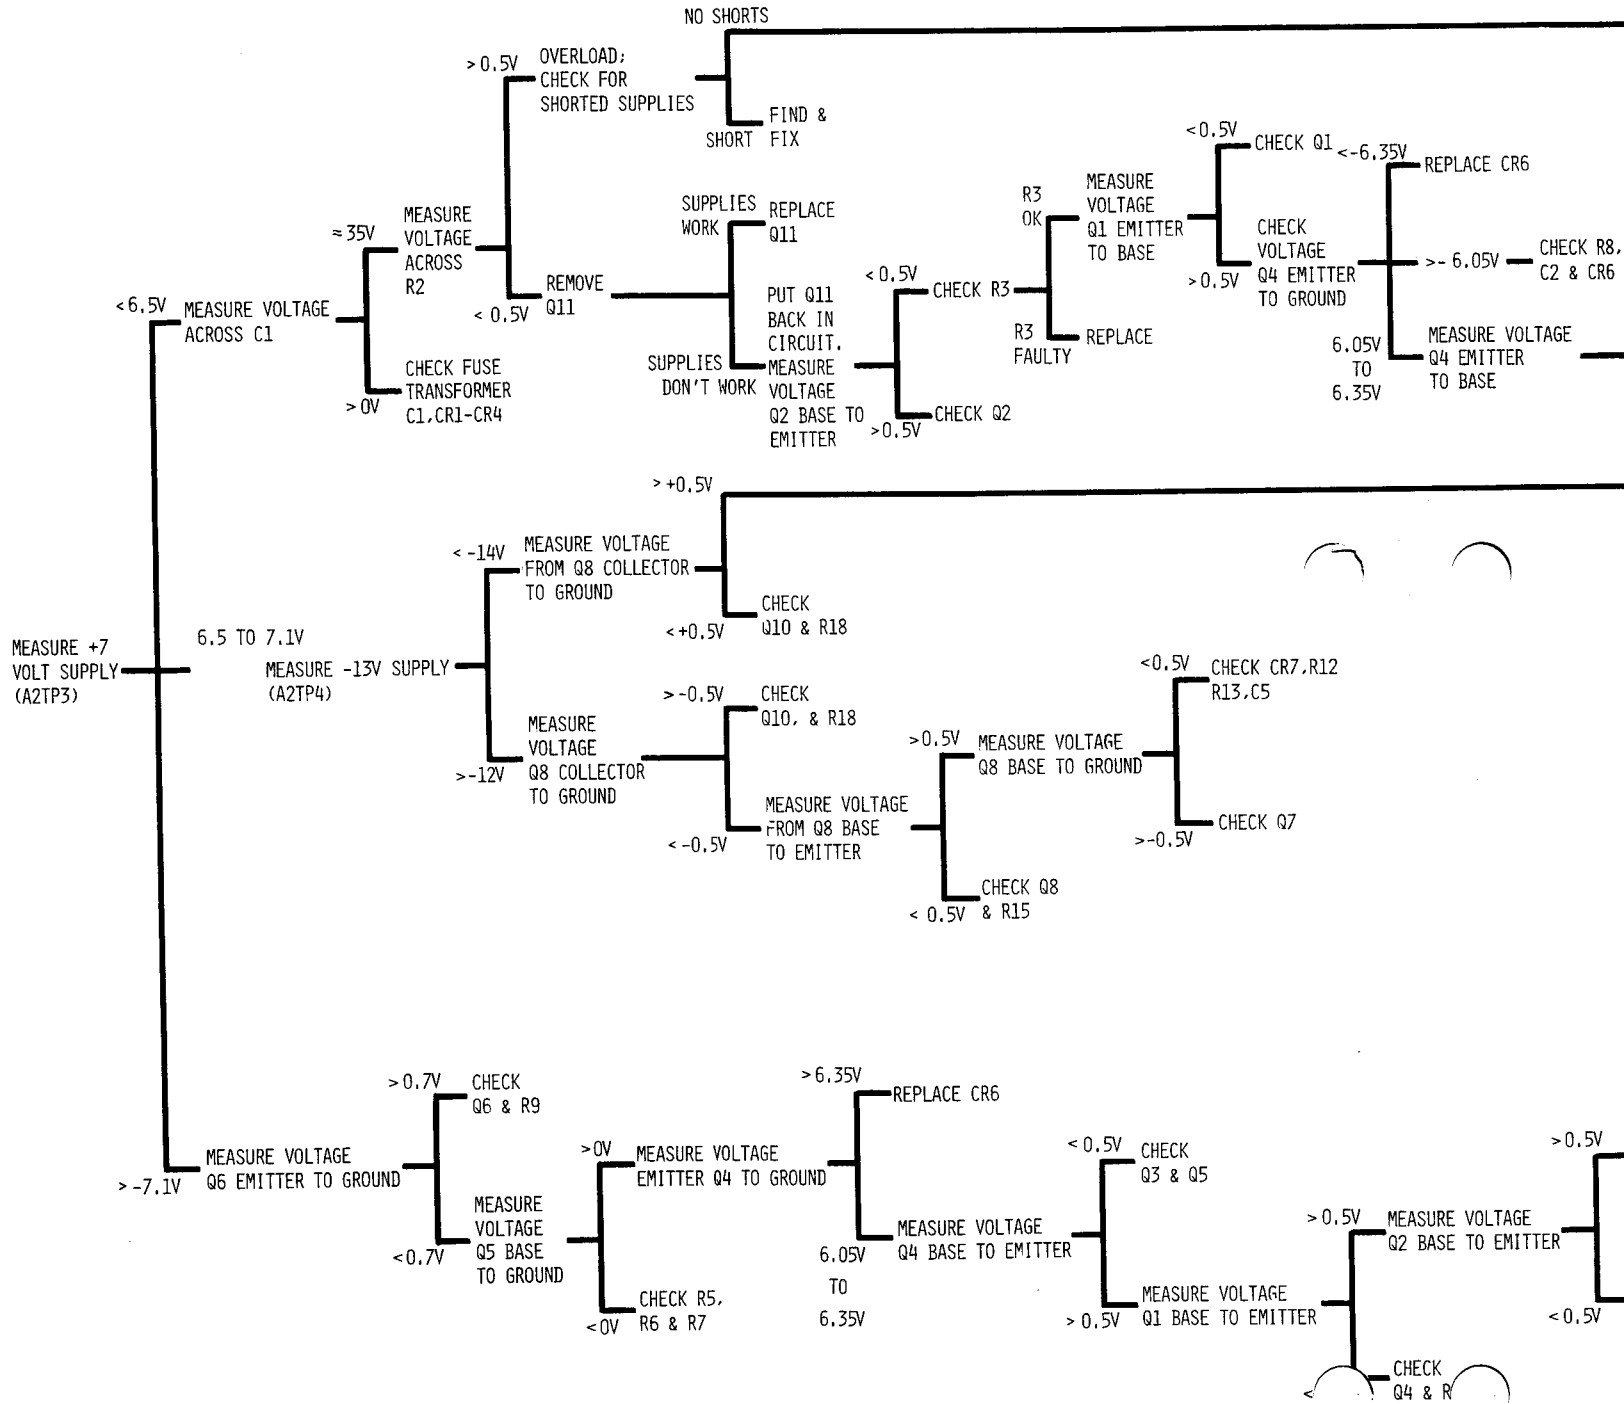 NO SHORTS
>0.5V
OVERLOAD;
CHECK FOR
SHORTED SUPPLIES
SHORT
FIND &
FIX
≈35V
MEASURE
VOLTAGE
ACROSS
R2
<0.5V
REMOVE
Q11
<6.5V
MEASURE VOLTAGE
ACROSS C1
>0V
CHECK FUSE
TRANSFORMER
C1,CR1-CR4
SUPPLIES
WORK
REPLACE
Q11
SUPPLIES
DON'T WORK
PUT Q11
BACK IN
CIRCUIT.
MEASURE
VOLTAGE
Q2 BASE TO
EMITTER
<0.5V
CHECK R3
>0.5V
CHECK Q2
R3
OK
MEASURE
VOLTAGE
Q1 EMITTER
TO BASE
R3
FAULTY
REPLACE
<0.5V
CHECK Q1
>0.5V
CHECK
VOLTAGE
Q4 EMITTER
TO GROUND
<-6.35V
REPLACE CR6
>-6.05V
CHECK R8,
C2 & CR6
6.05V
TO
6.35V
MEASURE VOLTAGE
Q4 EMITTER
TO BASE
MEASURE +7
VOLT SUPPLY
(A2TP3)
6.5 TO 7.1V
MEASURE -13V SUPPLY
(A2TP4)
<-14V
MEASURE VOLTAGE
FROM Q8 COLLECTOR
TO GROUND
>+0.5V
<+0.5V
CHECK
Q10 & R18
>-12V
MEASURE
VOLTAGE
Q8 COLLECTOR
TO GROUND
>-0.5V
CHECK
Q10, & R18
<-0.5V
MEASURE VOLTAGE
FROM Q8 BASE
TO EMITTER
>0.5V
MEASURE VOLTAGE
Q8 BASE TO GROUND
<0.5V
CHECK Q8
& R15
<0.5V
CHECK CR7,R12
R13,C5
>-0.5V
CHECK Q7
>-7.1V
MEASURE VOLTAGE
Q6 EMITTER TO GROUND
>0.7V
CHECK
Q6 & R9
<0.7V
MEASURE
VOLTAGE
Q5 BASE
TO GROUND
>0V
MEASURE VOLTAGE
EMITTER Q4 TO GROUND
<0V
CHECK R5,
R6 & R7
>6.35V
REPLACE CR6
6.05V
TO
6.35V
MEASURE VOLTAGE
Q4 BASE TO EMITTER
<0.5V
CHECK
Q3 & Q5
>0.5V
MEASURE VOLTAGE
Q1 BASE TO EMITTER
>0.5V
MEASURE VOLTAGE
Q2 BASE TO EMITTER
<
CHECK
Q4 & R
>0.5V
<0.5V